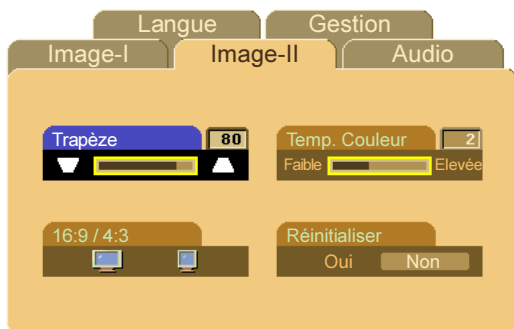 Langue Gestion
Image-I Image-II Audio
Trapèze 80
Temp. Couleur 2
Faible Elevée
16:9 / 4:3
Réinitialiser
Oui Non